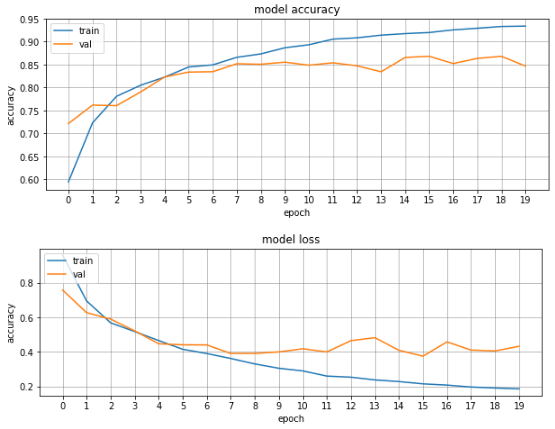 model accuracy
0.95
0.90
0.85
0.80
0.75
0.70
0.65
0.60
accuracy
train
val
0 1 2 3 4 5 6 7 8 9 10 11 12 13 14 15 16 17 18 19
epoch
model loss
0.8
0.6
0.4
0.2
accuracy
train
val
0 1 2 3 4 5 6 7 8 9 10 11 12 13 14 15 16 17 18 19
epoch